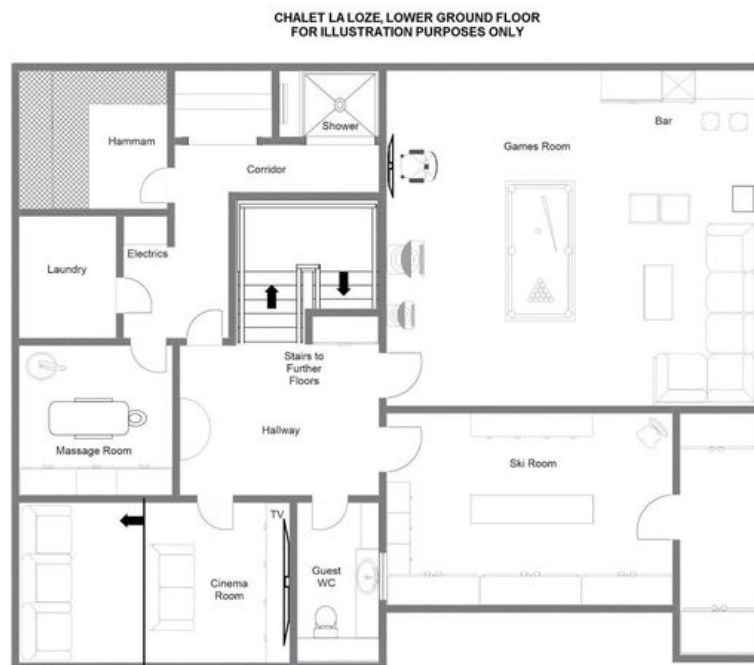 CHALET LA LOZE, LOWER GROUND FLOOR
FOR ILLUSTRATION PURPOSES ONLY
Hammam
Shower
Corridor
Bar
Games Room
Laundry
Electrics
Stairs to
Further
Floors
Massage Room
Hallway
Ski Room
TV
Cinema
Room
Guest
WC